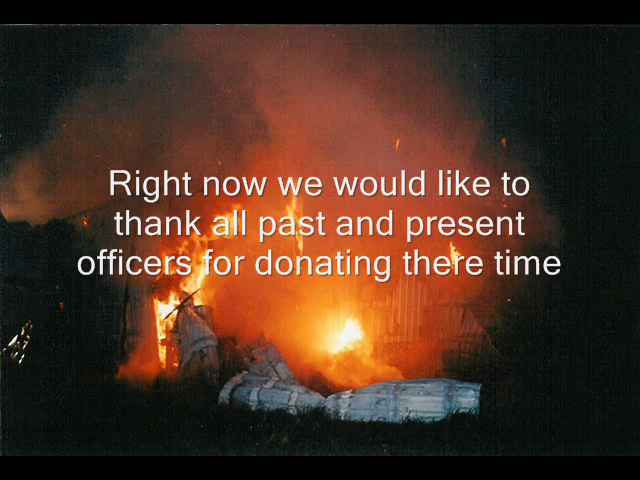 Right now we would like to
thank all past and present
officers for donating there time